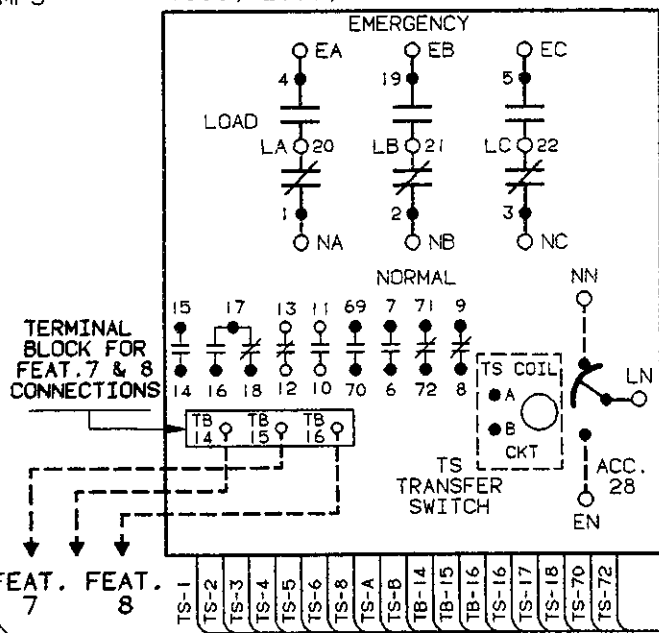 EMERGENCY
EA EB EC
4 19 5
LOAD
LA 20 LB 21 LC 22
1 2 3
NA NB NC
NORMAL
NN
15 17 13 11 69 7 71 9
14 16 18 12 10 70 6 72 8
TERMINAL
BLOCK FOR
FEAT.7 & 8
CONNECTIONS
TS COIL
A
B
CKT
LN
TB
14
TB
15
TB
16
TS
TRANSFER
SWITCH
ACC.
28
EN
FEAT.
7
FEAT.
8
TS-1
TS-2
TS-3
TS-4
TS-5
TS-6
TS-8
TS-A
TS-B
TB-14
TB-15
TB-16
TS-16
TS-17
TS-18
TS-70
TS-72